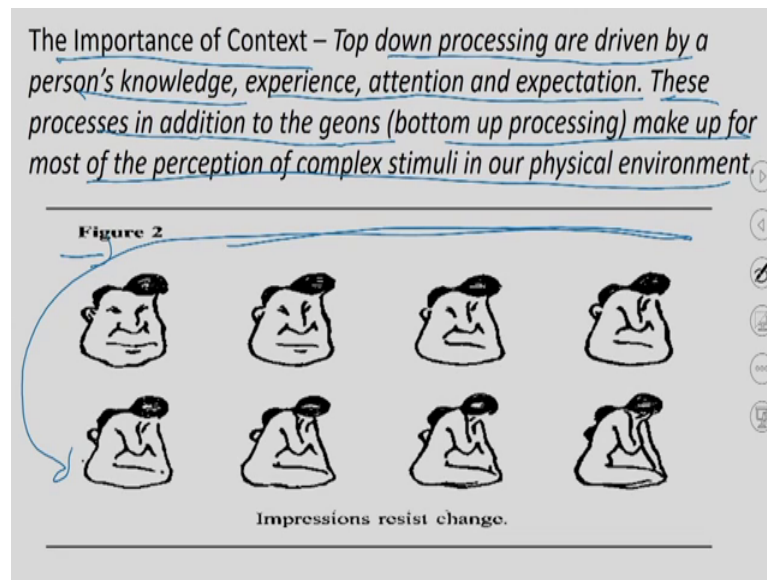 The Importance of Context – Top down processing are driven by a
person's knowledge, experience, attention and expectation. These
processes in addition to the geons (bottom up processing) make up for
most of the perception of complex stimuli in our physical environment.
Figure 2
Impressions resist change.